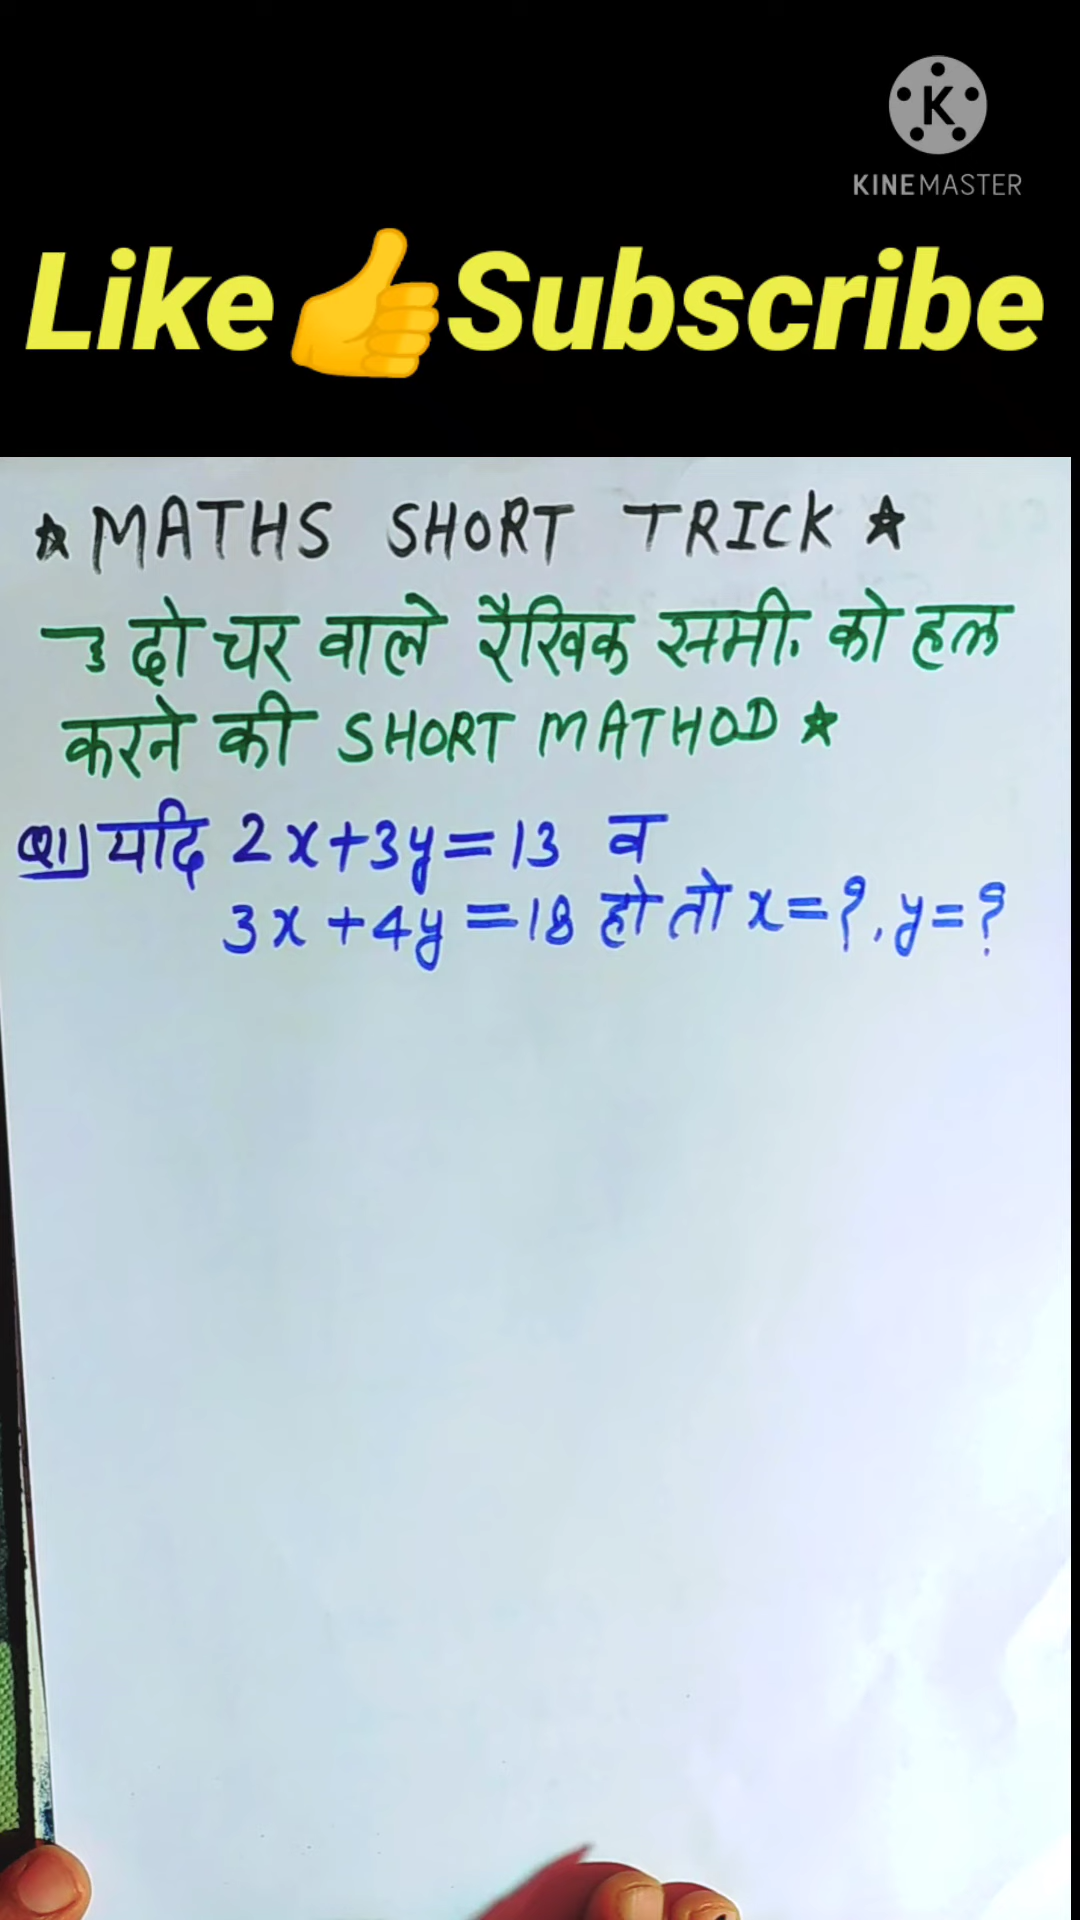 K
KINEMASTER
Like👍Subscribe
★ MATHS SHORT TRICK ★
→ दो चर वाले रैखिक समी. को हल
करने की SHORT MATHOD ★
Q1) यदि 2x+3y=13 व
3x+4y=18 हो तो x=?, y=?